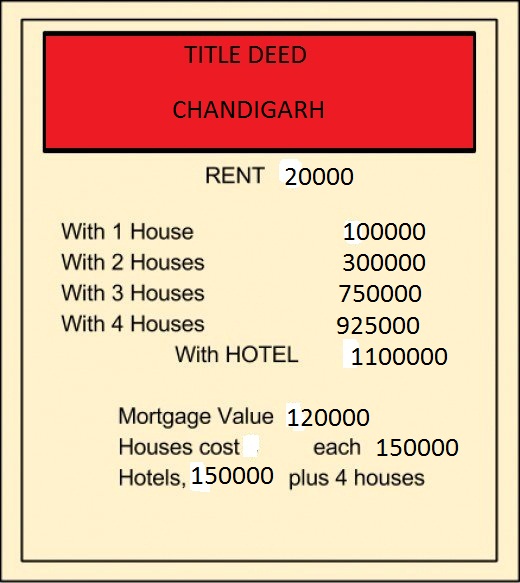 TITLE DEED
CHANDIGARH
RENT 20000
With 1 House 100000
With 2 Houses 300000
With 3 Houses 750000
With 4 Houses 925000
With HOTEL 1100000
Mortgage Value 120000
Houses cost each 150000
Hotels, 150000 plus 4 houses